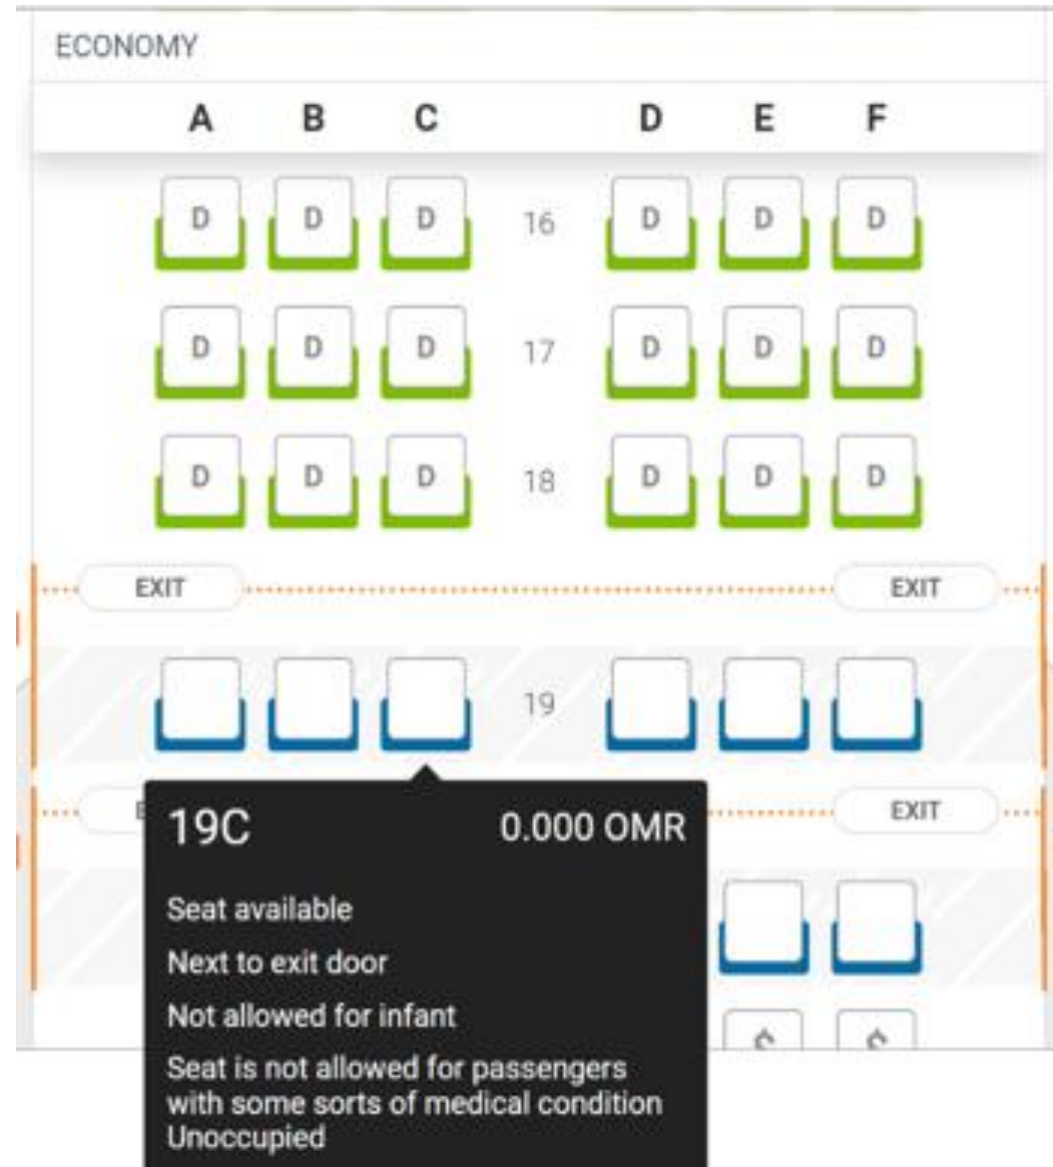 ECONOMY
A B C D E F
D D D 16 D D D
D D D 17 D D D
D D D 18 D D D
EXIT EXIT
19
EXIT
19C 0.000 OMR
Seat available
Next to exit door
Not allowed for infant
Seat is not allowed for passengers
with some sorts of medical condition
Unoccupied